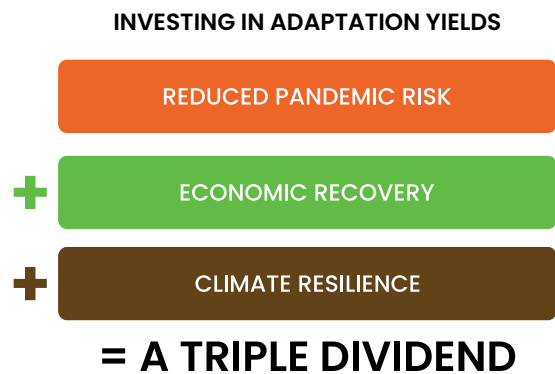 INVESTING IN ADAPTATION YIELDS
REDUCED PANDEMIC RISK
+ ECONOMIC RECOVERY
+ CLIMATE RESILIENCE
= A TRIPLE DIVIDEND